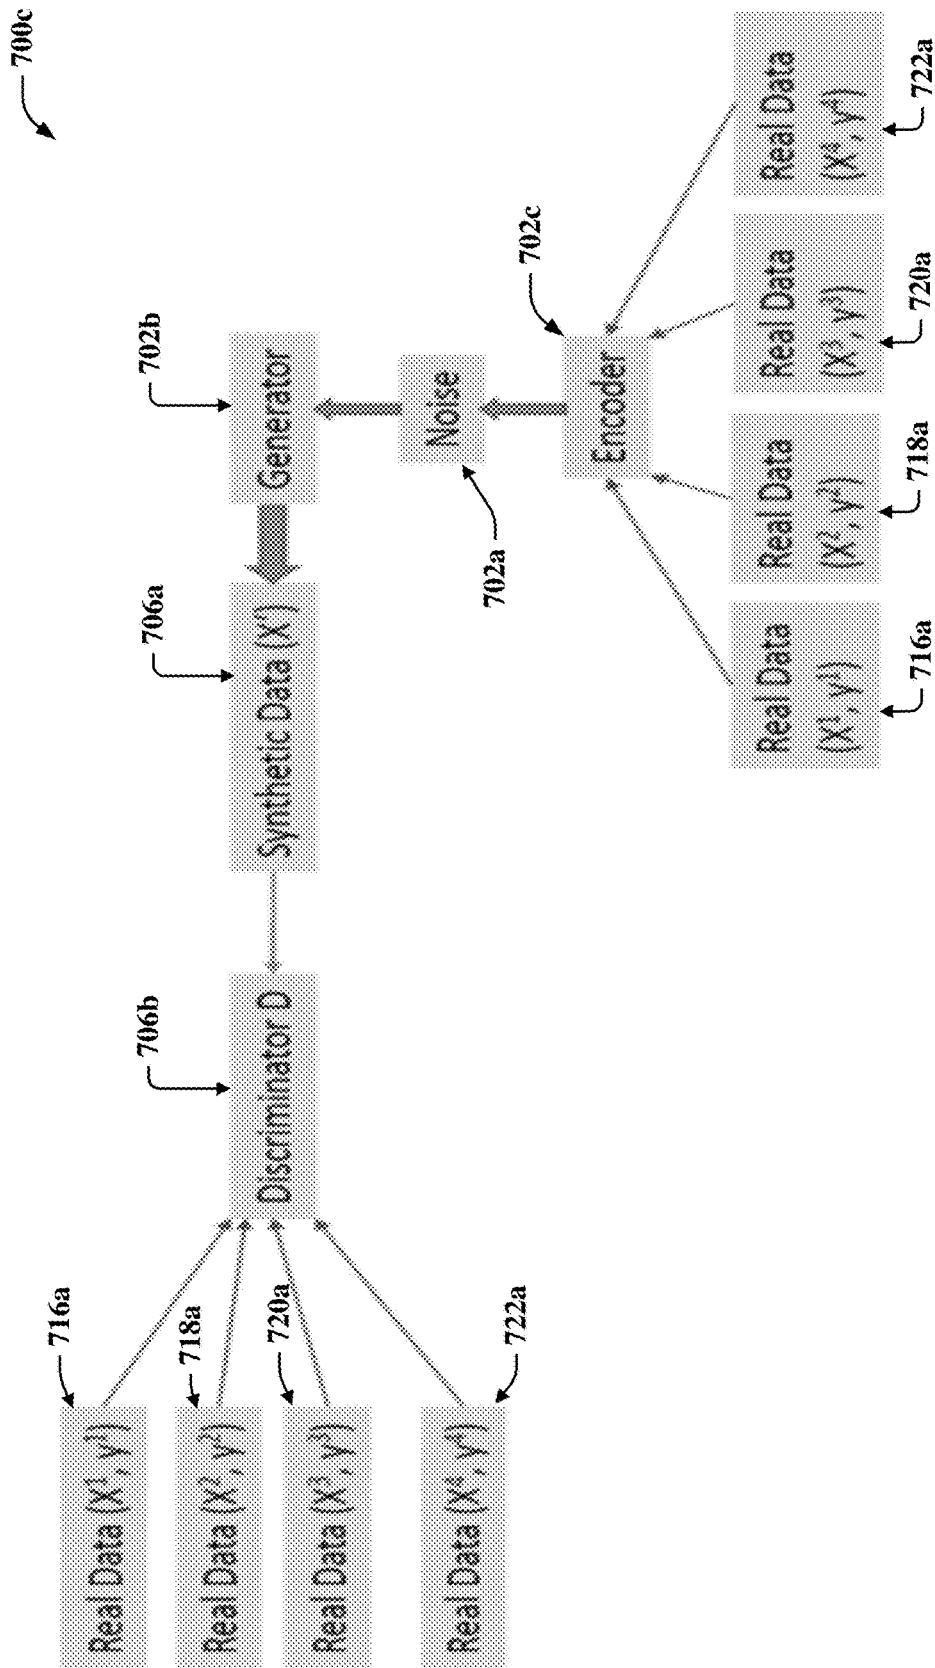 700c
716a
Real Data (X¹, y¹)
706b
706a
702b
718a
Real Data (X², y²)
720a
Real Data (X³, y³)
Discriminator D
Synthetic Data (X')
Generator
722a
Real Data (X⁴, y⁴)
Noise
702a
702c
Encoder
Real Data
(X¹, y¹)
Real Data
(X², y²)
Real Data
(X³, y³)
Real Data
(X⁴, y⁴)
716a
718a
720a
722a